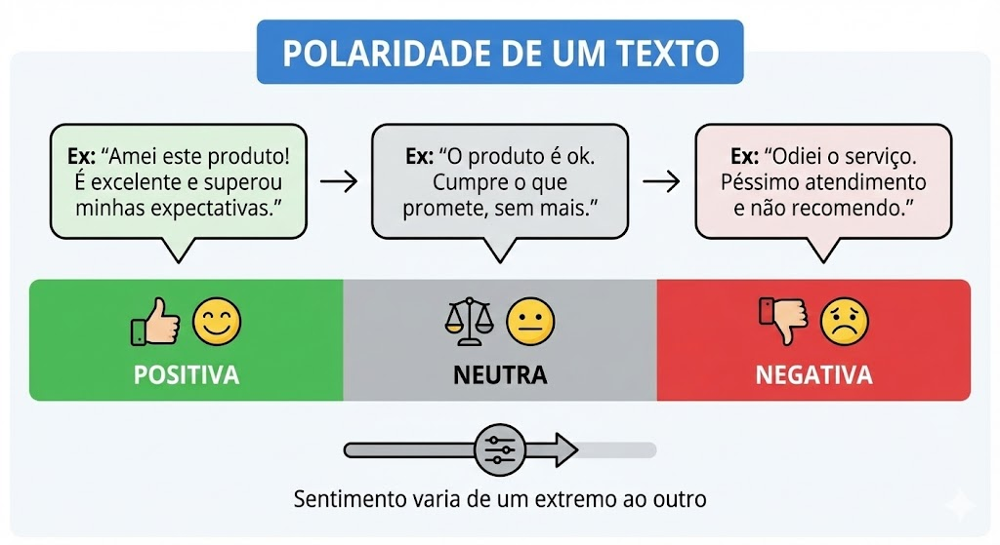 POLARIDADE DE UM TEXTO
Ex: “Amei este produto!
É excelente e superou
minhas expectativas.”
Ex: “O produto é ok.
Cumpre o que
promete, sem mais.”
Ex: “Odiei o serviço.
Péssimo atendimento
e não recomendo.”
POSITIVA
NEUTRA
NEGATIVA
Sentimento varia de um extremo ao outro